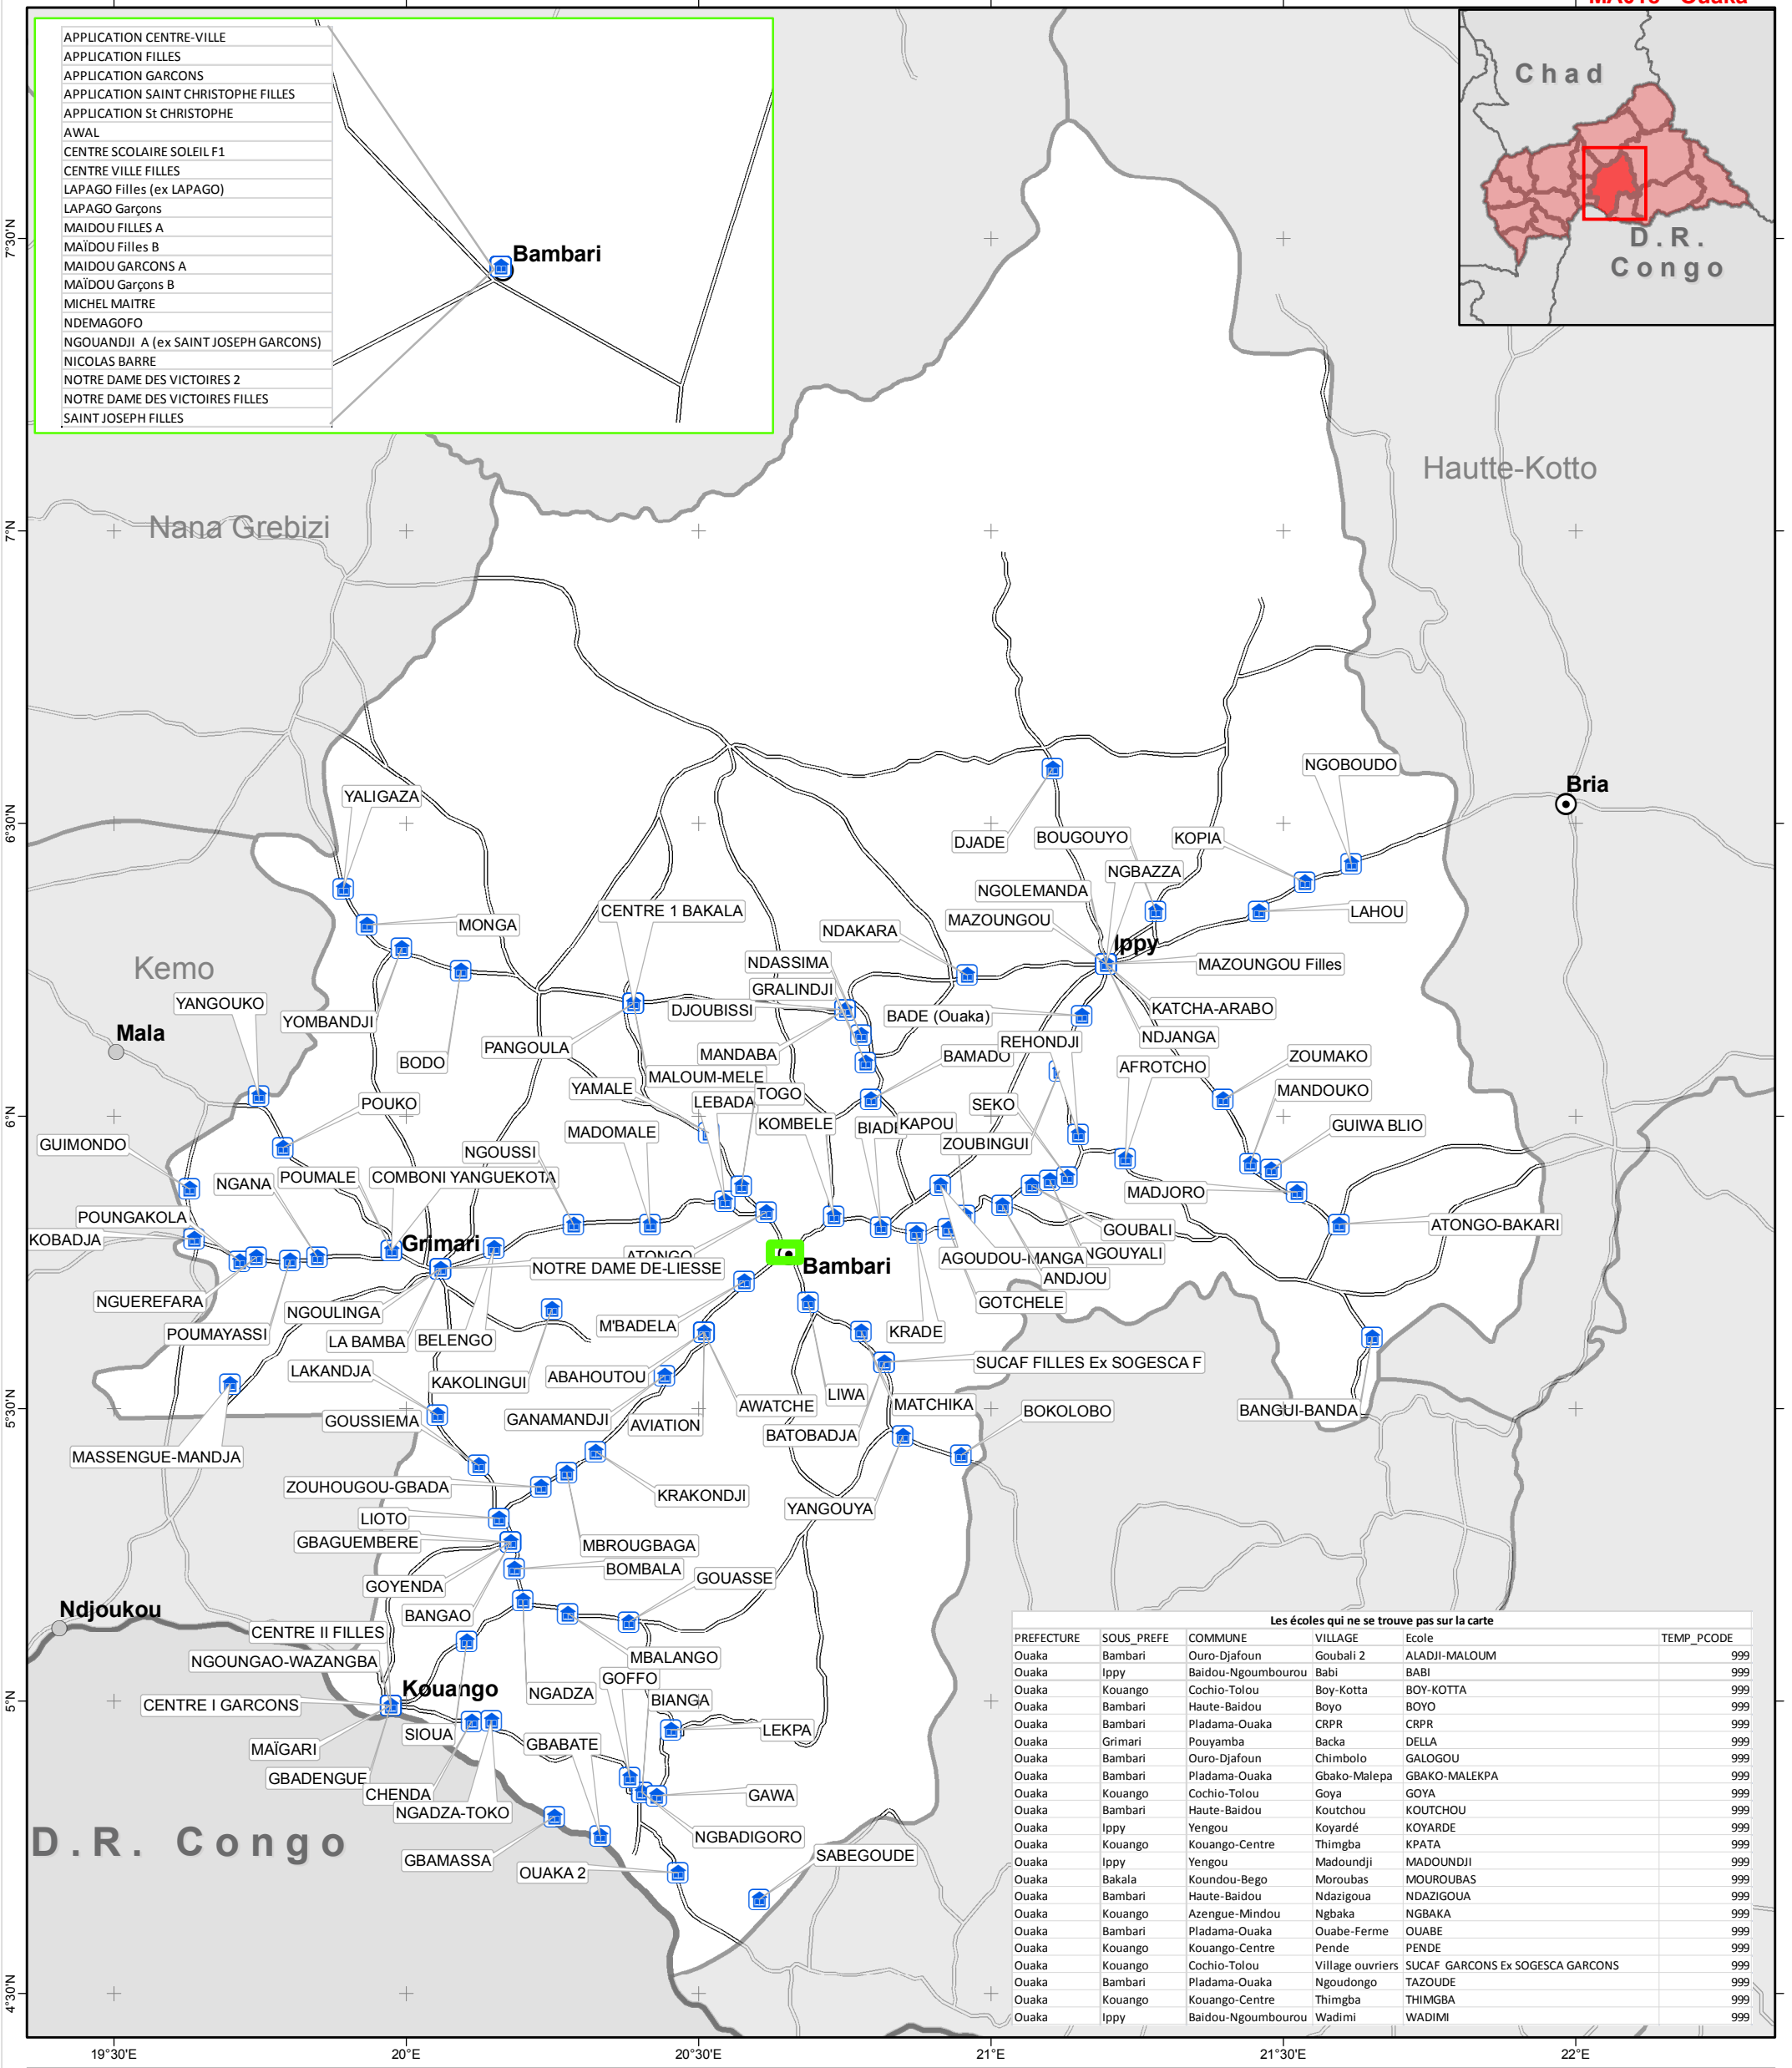 APPLICATION CENTRE-VILLE
APPLICATION FILLES
APPLICATION GARCONS
APPLICATION SAINT CHRISTOPHE FILLES
APPLICATION St CHRISTOPHE
AWAL
CENTRE SCOLAIRE SOLEIL F1
CENTRE VILLE FILLES
LAPAGO Filles (ex LAPAGO)
LAPAGO Garçons
MAIDOU FILLES A
MAÏDOU Filles B
MAIDOU GARCONS A
MAÏDOU Garçons B
MICHEL MAITRE
NDEMAGOFO
NGOUANDJI A (ex SAINT JOSEPH GARCONS)
NICOLAS BARRE
NOTRE DAME DES VICTOIRES 2
NOTRE DAME DES VICTOIRES FILLES
SAINT JOSEPH FILLES
Bambari
Chad
D.R.
Congo
7°30'N
Hautte-Kotto
Nana Grebizi
7°N
NGOBOUDO
Bria
YALIGAZA
6°30'N
DJADE
BOUGOUYO
KOPIA
NGBAZZA
NGOLEMANDA
CENTRE 1 BAKALA
MAZOUNGOU
LAHOU
MONGA
NDAKARA
Ippy
Kemo
NDASSIMA
MAZOUNGOU Filles
GRALINDJI
YANGOUKO
DJOUBISSI
KATCHA-ARABO
BADE (Ouaka)
YOMBANDJI
Mala
NDJANGA
REHONDJI
PANGOULA
MANDABA
BAMADO
ZOUMAKO
BODO
AFROTCHO
MALOUM-MELE
YAMALE
MANDOUKO
TOGO
LEBADA
SEKO
POUKO
6°N
KOMBELE
BIADE
KAPOU
GUIWA BLIO
MADOMALE
GUIMONDO
ZOUBINGUI
NGOUSSI
POUMALE
COMBONI YANGUEKOTA
NGANA
MADJORO
POUNGAKOLA
ATONGO-BAKARI
GOUBALI
KOBADJA
Grimari
ATONGO
AGOUDOU-MANGA
NGOUYALI
NOTRE DAME DE-LIESSE
Bambari
ANDJOU
NGUEREFARA
GOTCHELE
NGOULINGA
M'BADELA
KRADE
POUMAYASSI
LA BAMBA
BELENGO
SUCAF FILLES Ex SOGESCA F
LAKANDJA
ABAHOUTOU
KAKOLINGUI
LIWA
MATCHIKA
AWATCHE
BANGUI-BANDA
BOKOLOBO
5°30'N
GOUSSIEMA
GANAMANDJI
AVIATION
BATOBADJA
MASSENGUE-MANDJA
ZOUHOUGOU-GBADA
KRAKONDJI
YANGOUYA
LIOTO
GBAGUEMBERE
MBROUGBAGA
BOMBALA
GOUASSE
GOYENDA
Ndjoukou
BANGAO
CENTRE II FILLES
MBALANGO
NGOUNGAO-WAZANGBA
GOFFO
Kouango
NGADZA
BIANGA
5°N
CENTRE I GARCONS
LEKPA
SIOUA
GBABATE
MAÏGARI
GBADENGUE
CHENDA
GAWA
NGADZA-TOKO
NGBADIGORO
D.R. Congo
SABEGOUDE
GBAMASSA
OUAKA 2
4°30'N
Les écoles qui ne se trouve pas sur la carte
PREFECTURE SOUS_PREFE COMMUNE VILLAGE Ecole TEMP_PCODE
Ouaka Bambari Ouro-Djafoun Goubali 2 ALADJI-MALOUM 999
Ouaka Ippy Baidou-Ngoumbourou Babi BABI 999
Ouaka Kouango Cochio-Tolou Boy-Kotta BOY-KOTTA 999
Ouaka Bambari Haute-Baidou Boyo BOYO 999
Ouaka Bambari Pladama-Ouaka CRPR CRPR 999
Ouaka Grimari Pouyamba Backa DELLA 999
Ouaka Bambari Ouro-Djafoun Chimbolo GALOGOU 999
Ouaka Bambari Pladama-Ouaka Gbako-Malepa GBAKO-MALEKPA 999
Ouaka Kouango Cochio-Tolou Goya GOYA 999
Ouaka Bambari Haute-Baidou Koutchou KOUTCHOU 999
Ouaka Ippy Yengou Koyardé KOYARDE 999
Ouaka Kouango Kouango-Centre Thimgba KPATA 999
Ouaka Ippy Yengou Madoundji MADOUNDJI 999
Ouaka Bakala Koundou-Bego Moroubas MOUROUBAS 999
Ouaka Bambari Haute-Baidou Ndazigoua NDAZIGOUA 999
Ouaka Kouango Azengue-Mindou Ngbaka NGBAKA 999
Ouaka Bambari Pladama-Ouaka Ouabe-Ferme OUABE 999
Ouaka Kouango Kouango-Centre Pende PENDE 999
Ouaka Kouango Cochio-Tolou Village ouvriers SUCAF GARCONS Ex SOGESCA GARCONS 999
Ouaka Bambari Pladama-Ouaka Ngoudongo TAZOUDE 999
Ouaka Kouango Kouango-Centre Thimgba THIMGBA 999
Ouaka Ippy Baidou-Ngoumbourou Wadimi WADIMI 999
19°30'E 20°E 20°30'E 21°E 21°30'E 22°E